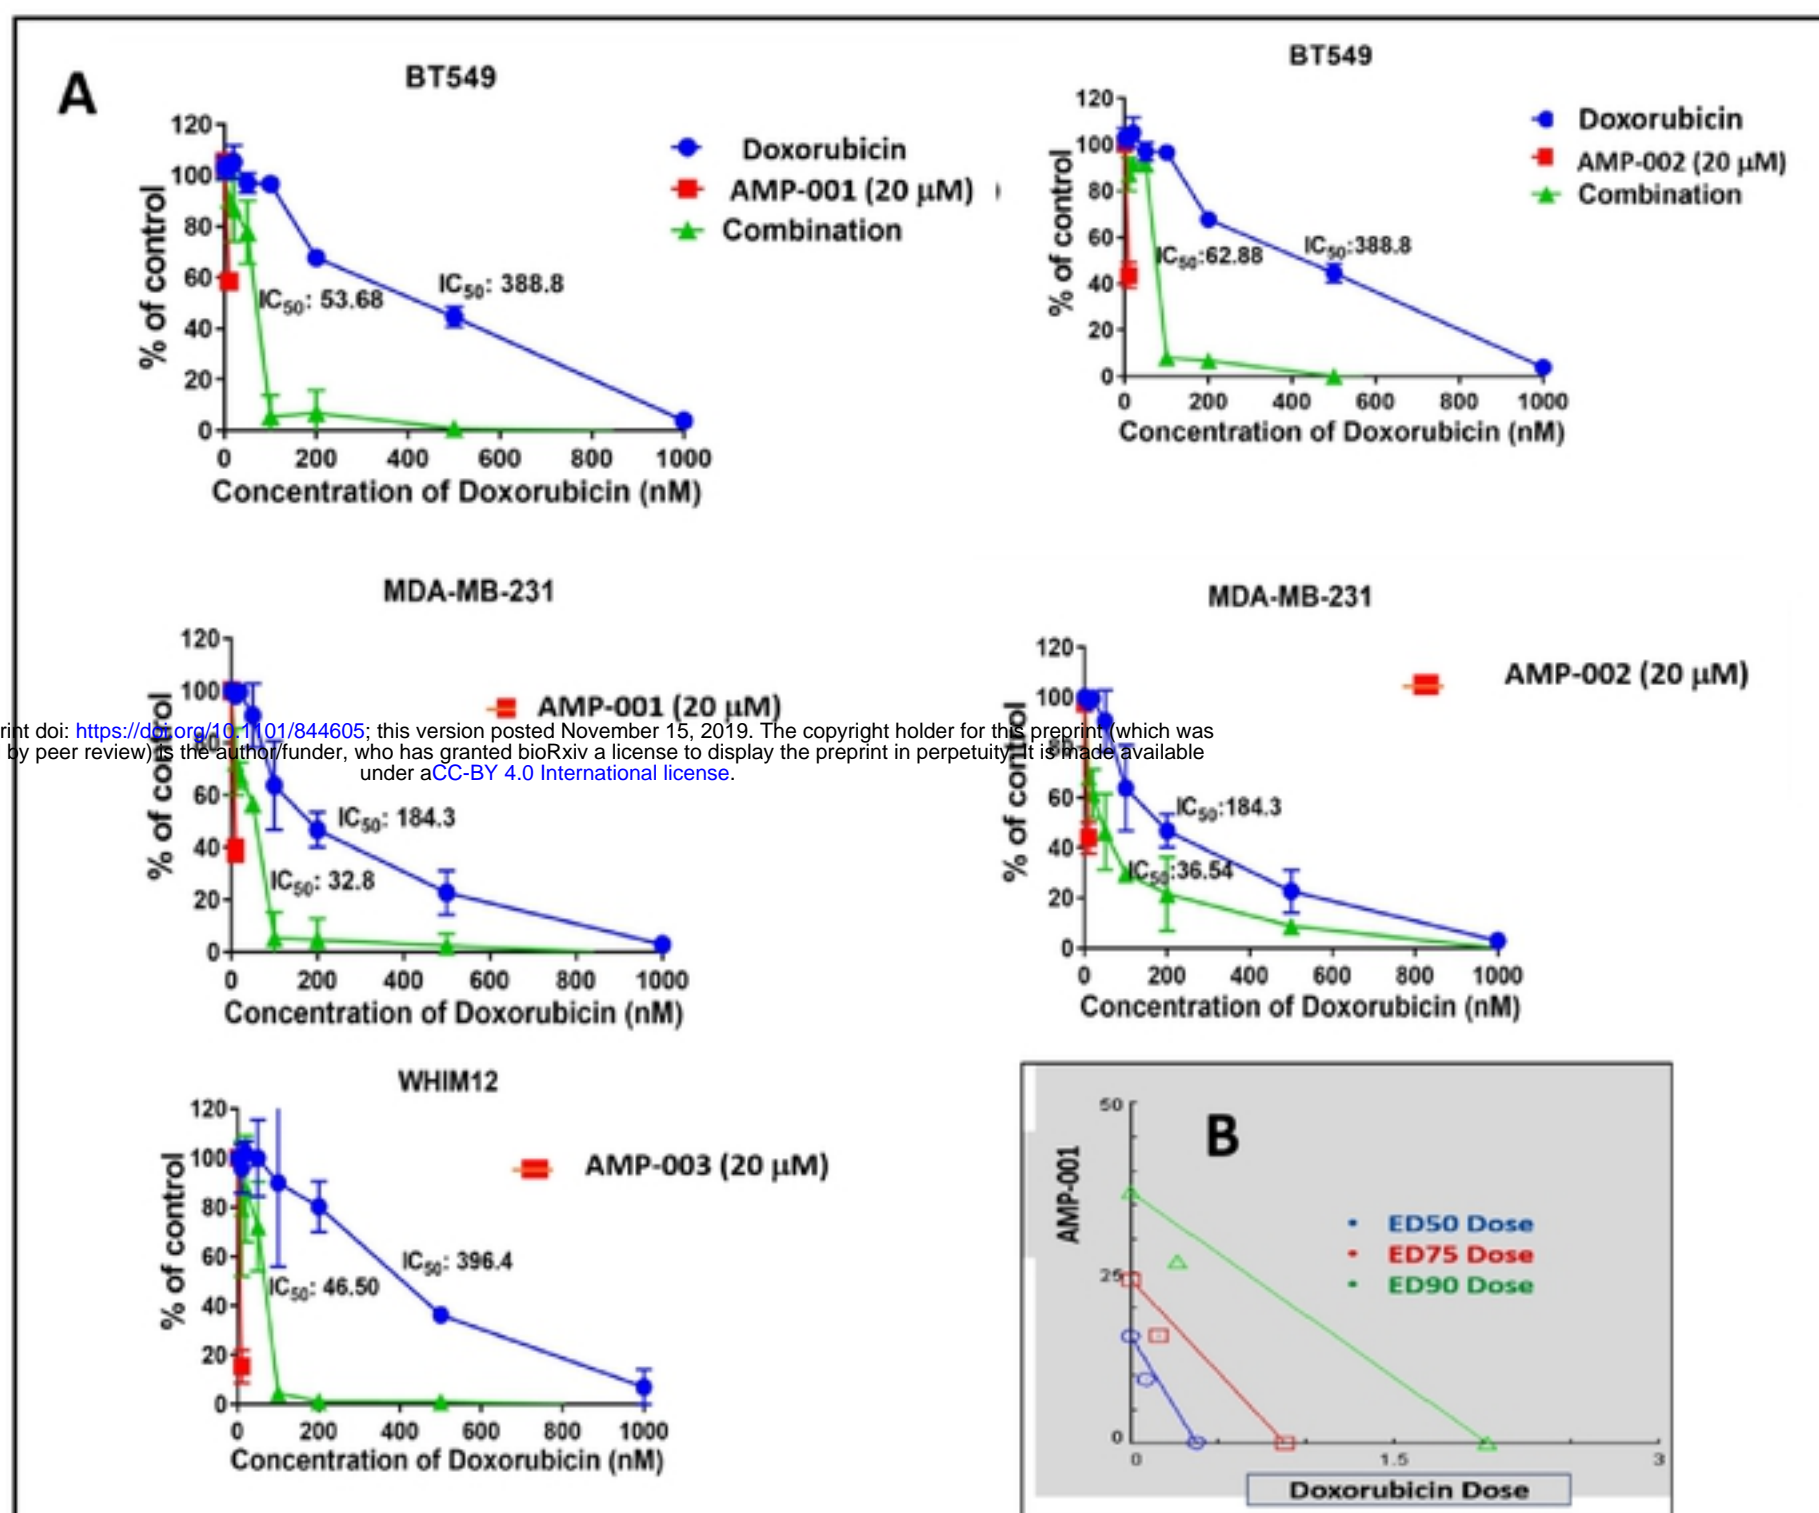 A
BT549
120
100
80
60
40
20
0
% of control
IC50: 53.68
IC50: 388.8
0 200 400 600 800 1000
Concentration of Doxorubicin (nM)
Doxorubicin
AMP-001 (20 µM)
Combination
BT549
120
100
80
60
40
20
0
% of control
IC50:62.88
IC50:388.8
0 200 400 600 800 1000
Concentration of Doxorubicin (nM)
Doxorubicin
AMP-002 (20 µM)
Combination
MDA-MB-231
120
100
80
60
40
20
0
% of control
AMP-001 (20 µM)
IC50: 184.3
IC50: 32.8
0 200 400 600 800 1000
Concentration of Doxorubicin (nM)
MDA-MB-231
120
100
80
60
40
20
0
% of control
AMP-002 (20 µM)
IC50:184.3
IC50:36.54
0 200 400 600 800 1000
Concentration of Doxorubicin (nM)
rint doi: https://doi.org/10.1101/844605; this version posted November 15, 2019. The copyright holder for this preprint (which was
by peer review) is the author/funder, who has granted bioRxiv a license to display the preprint in perpetuity. It is made available
under aCC-BY 4.0 International license.
WHIM12
120
100
80
60
40
20
0
% of control
AMP-003 (20 µM)
IC50: 396.4
IC50: 46.50
0 200 400 600 800 1000
Concentration of Doxorubicin (nM)
B
50
25
0
AMP-001
ED50 Dose
ED75 Dose
ED90 Dose
0 1.5 3
Doxorubicin Dose